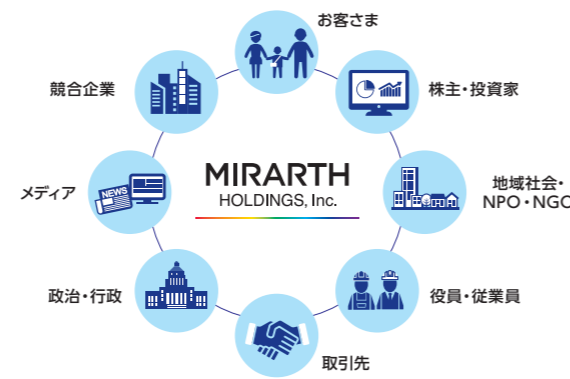 お客さま
競合企業
株主・投資家
NEWS
メディア
MIRARTH
HOLDINGS, Inc.
地域社会・
NPO・NGO
政治・行政
役員・従業員
取引先